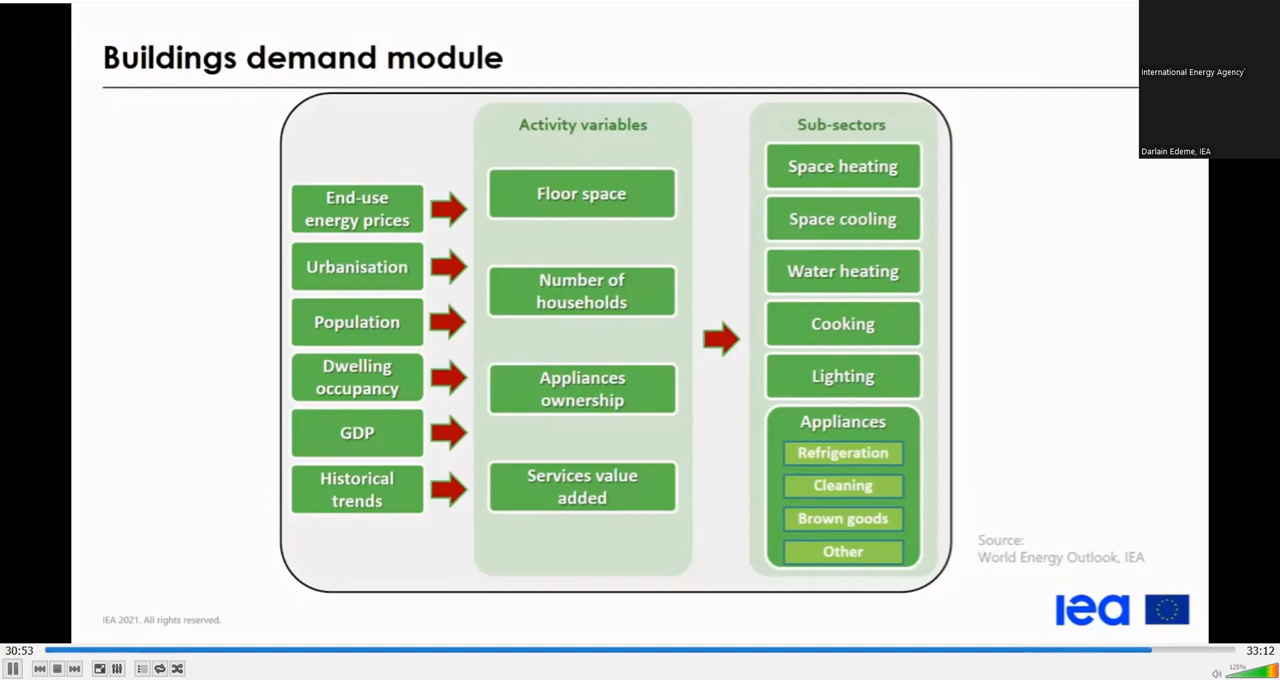 Buildings demand module
International Energy Agency
Darlain Edeme, IEA
End-use
energy prices
Urbanisation
Population
Dwelling
occupancy
GDP
Historical
trends
Activity variables
Floor space
Number of
households
Appliances
ownership
Services value
added
Sub-sectors
Space heating
Space cooling
Water heating
Cooking
Lighting
Appliances
Refrigeration
Cleaning
Brown goods
Other
Source:
World Energy Outlook, IEA
iea
IEA 2021. All rights reserved.
30:53
33:12
125%